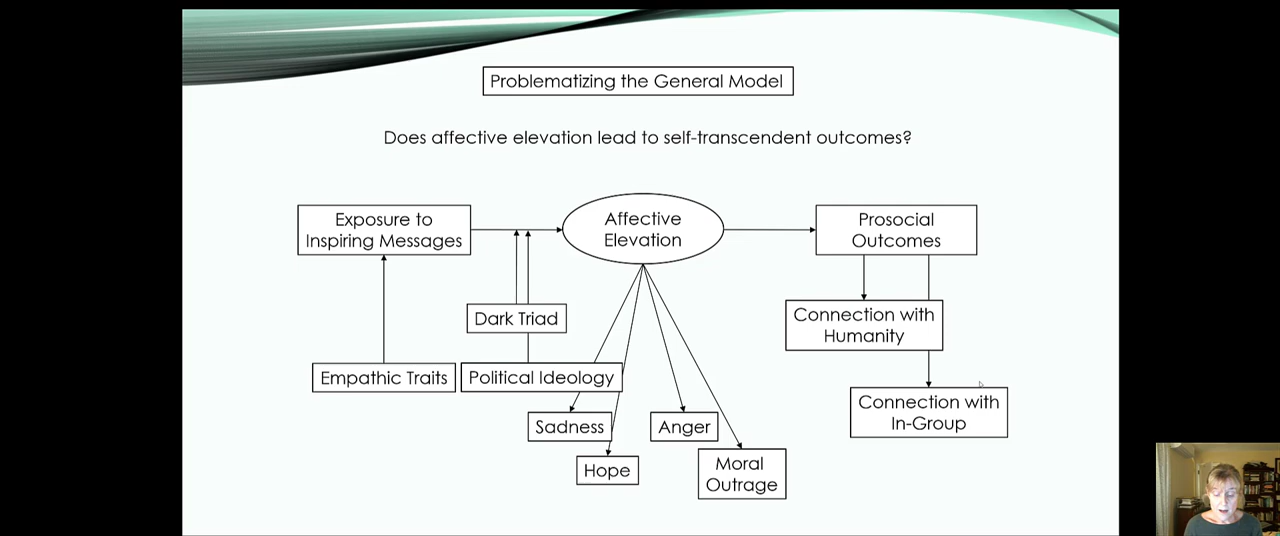 Problematizing the General Model
Does affective elevation lead to self-transcendent outcomes?
Exposure to
Inspiring Messages
Affective
Elevation
Prosocial
Outcomes
Dark Triad
Connection with
Humanity
Empathic Traits
Political Ideology
Connection with
In-Group
Sadness
Anger
Hope
Moral
Outrage